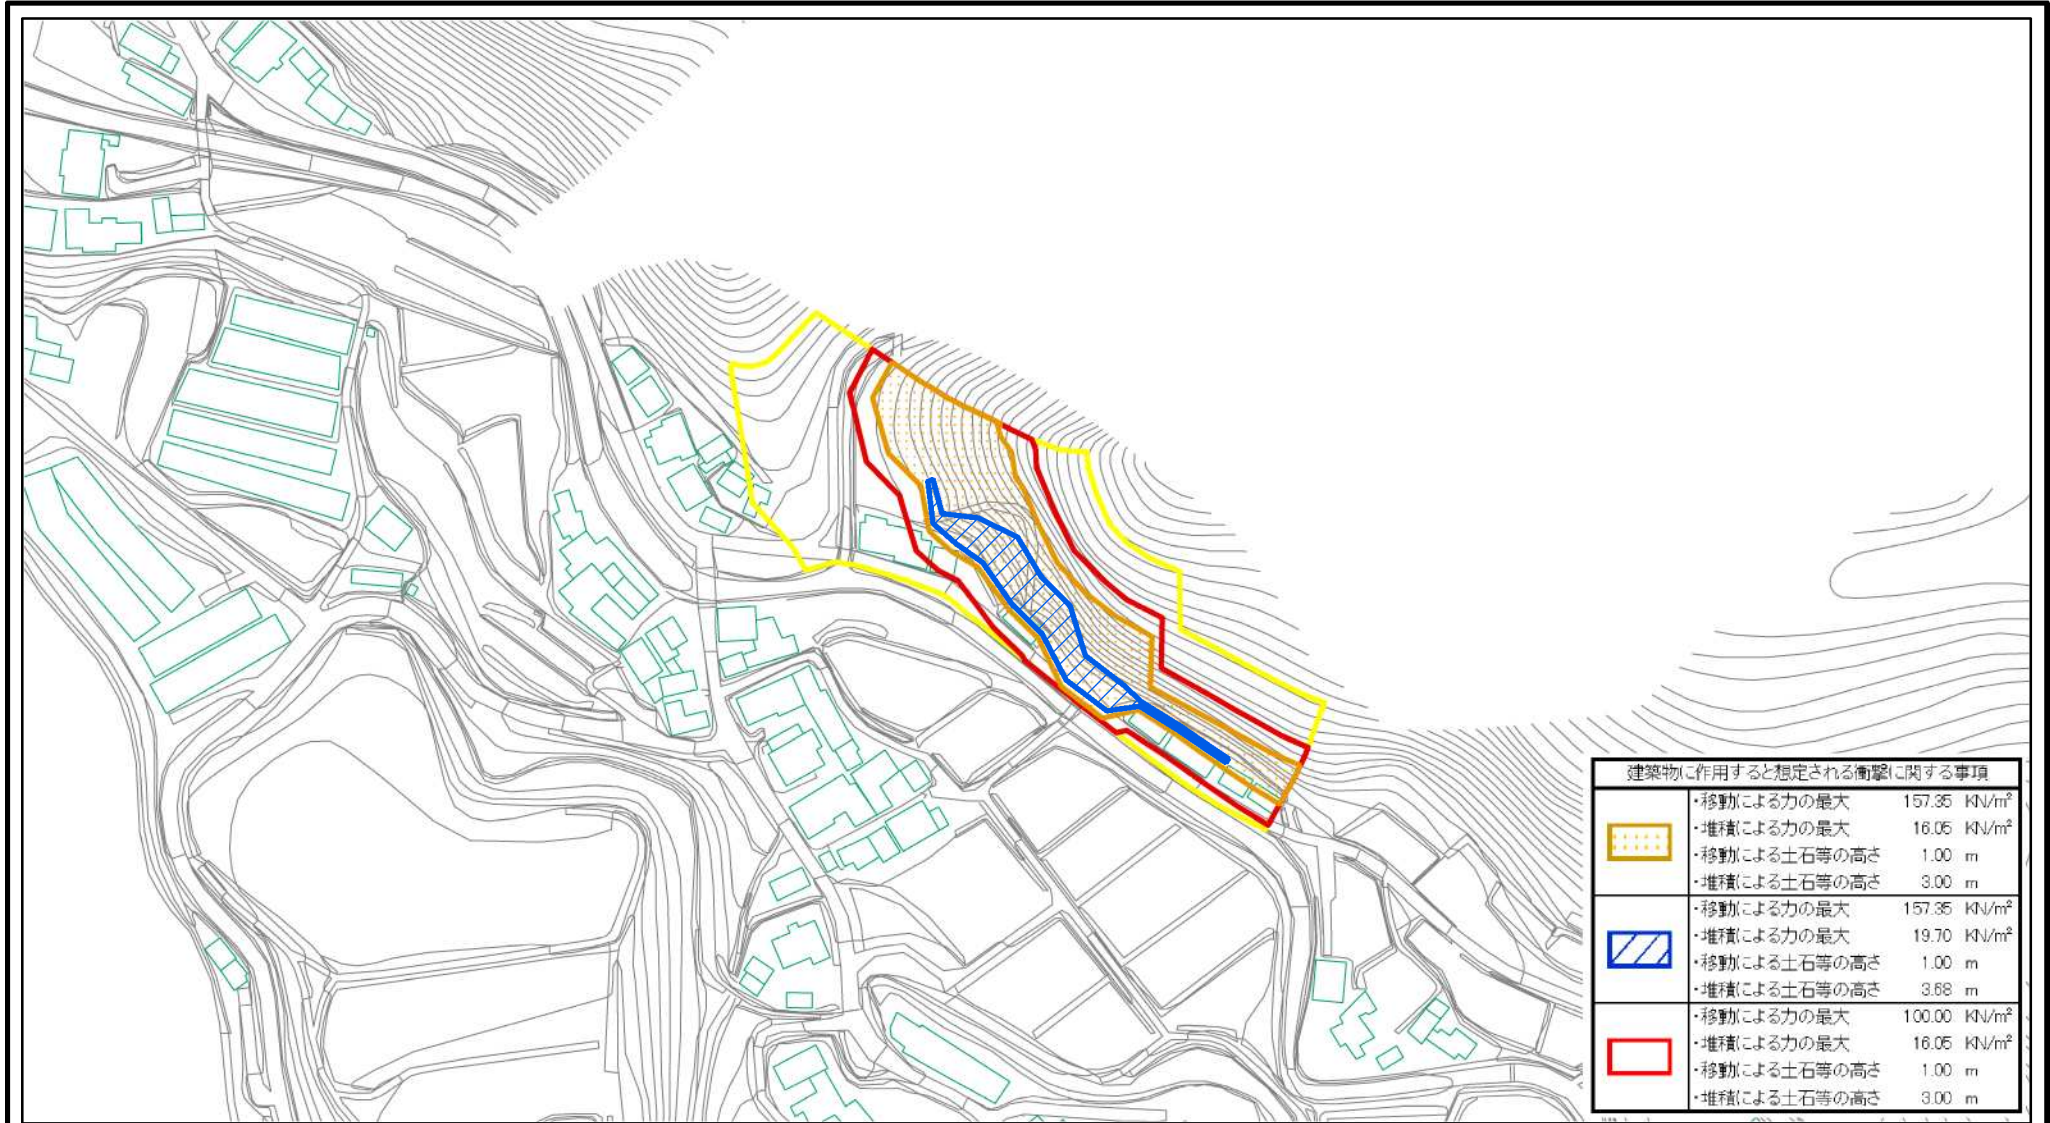 建築物に作用すると想定される衝撃に関する事項
・移動による力の最大 157.35 KN/m²
・堆積による力の最大 16.05 KN/m²
・移動による土石等の高さ 1.00 m
・堆積による土石等の高さ 3.00 m
・移動による力の最大 157.35 KN/m²
・堆積による力の最大 19.70 KN/m²
・移動による土石等の高さ 1.00 m
・堆積による土石等の高さ 3.68 m
・移動による力の最大 100.00 KN/m²
・堆積による力の最大 16.05 KN/m²
・移動による土石等の高さ 1.00 m
・堆積による土石等の高さ 3.00 m